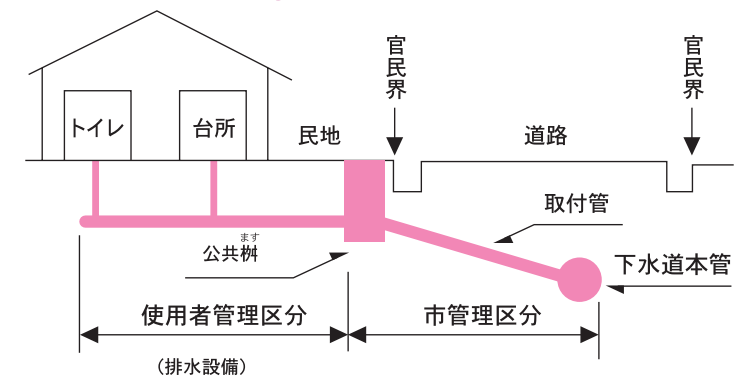 官民界
官民界
トイレ
台所
民地
道路
取付管
ます
公共桝
下水道本管
使用者管理区分
市管理区分
（排水設備）